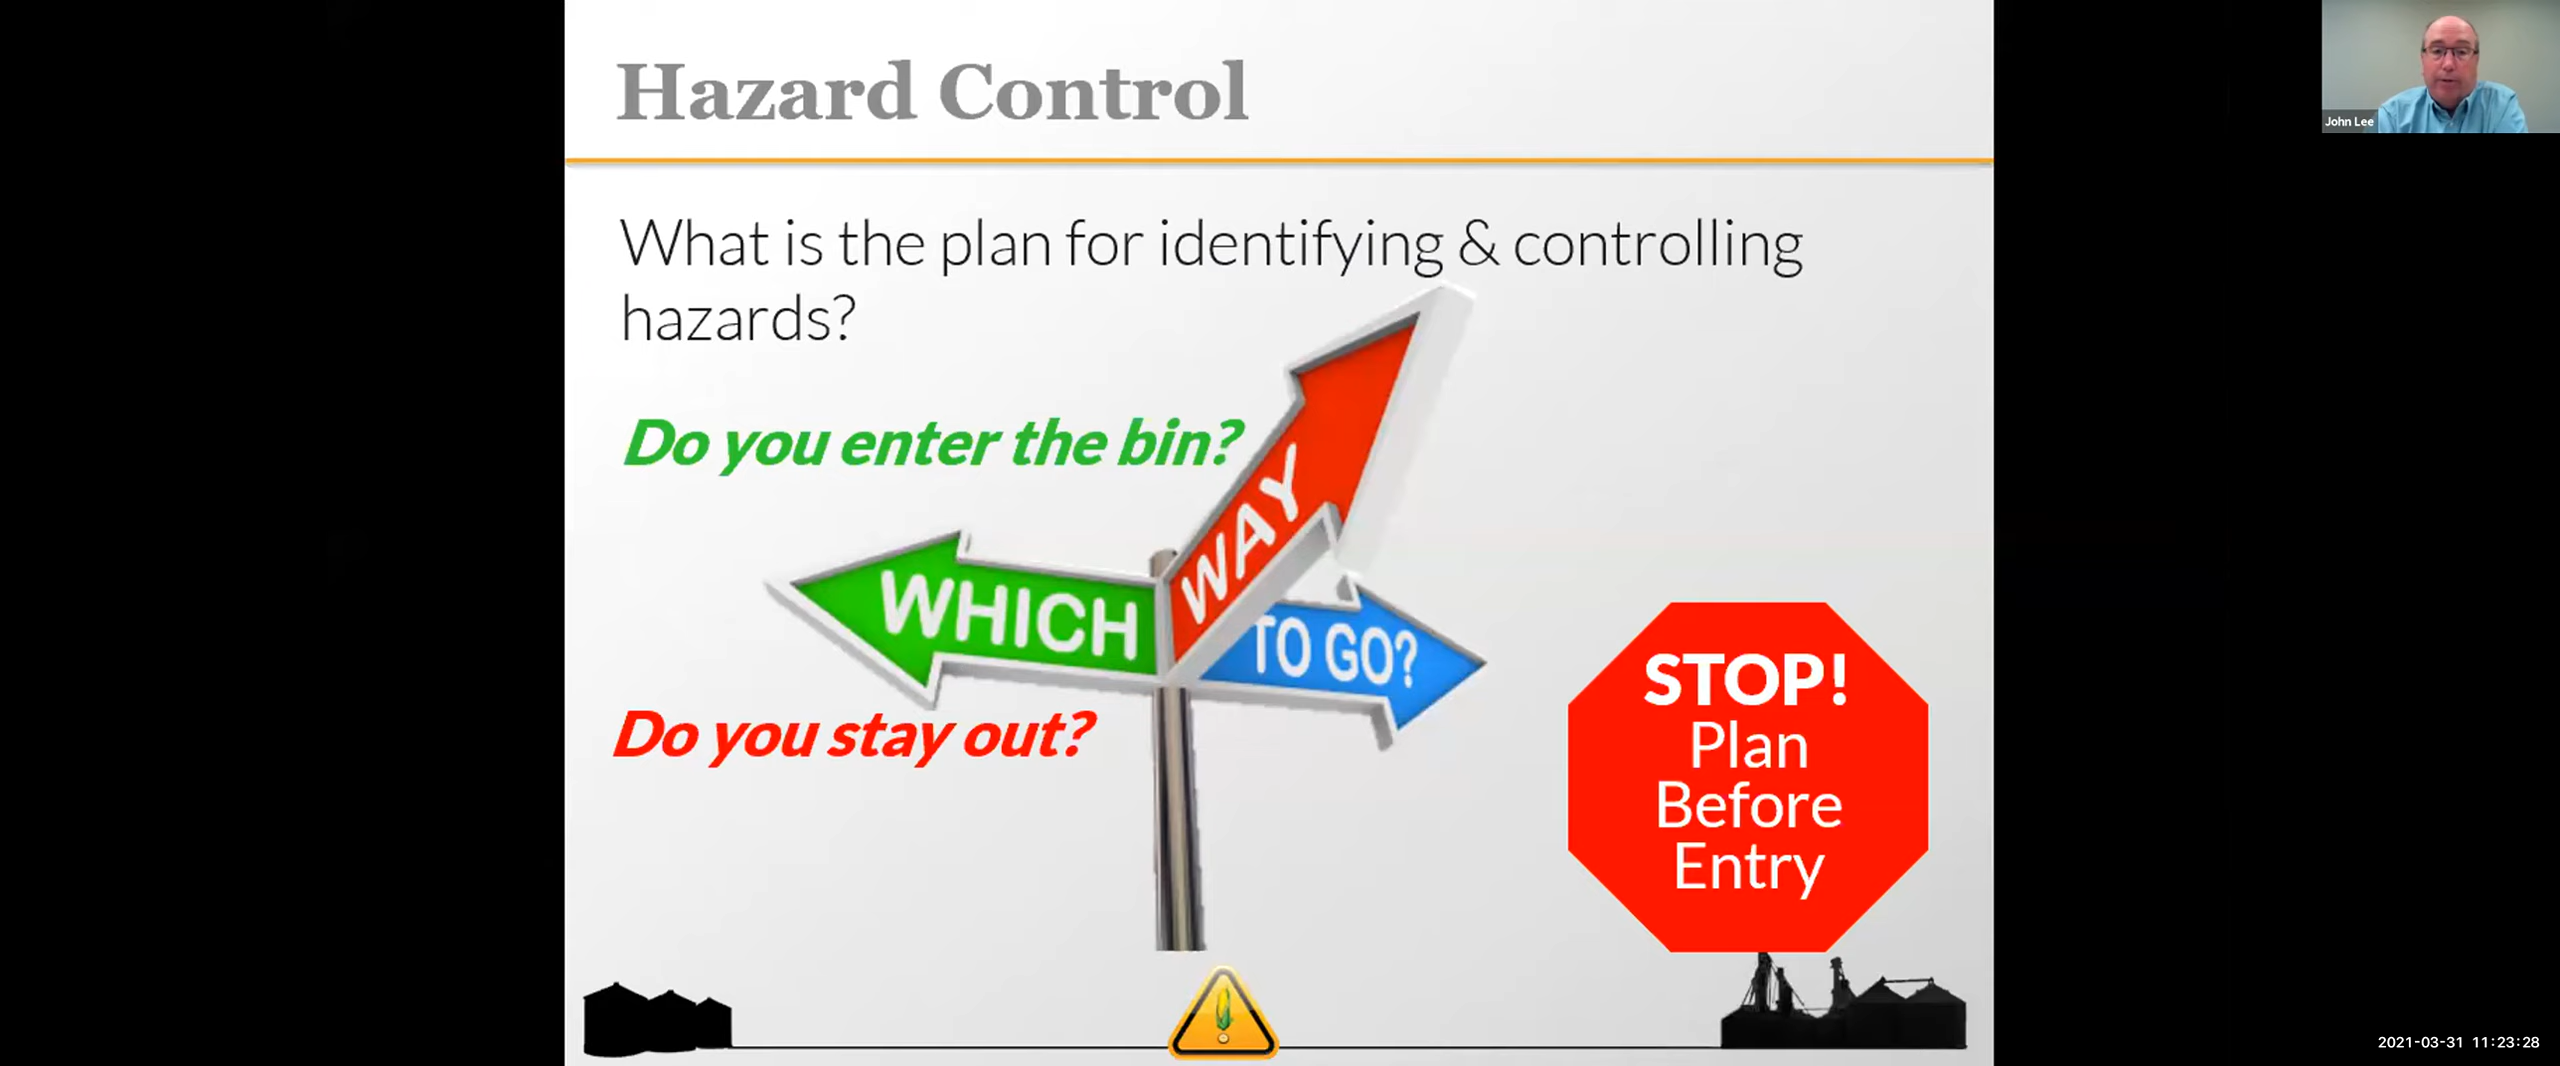 Hazard Control
What is the plan for identifying & controlling
hazards?
Do you enter the bin?
WHICH
WAY
TO GO?
Do you stay out?
STOP!
Plan
Before
Entry
John Lee
2021-03-31 11:23:28